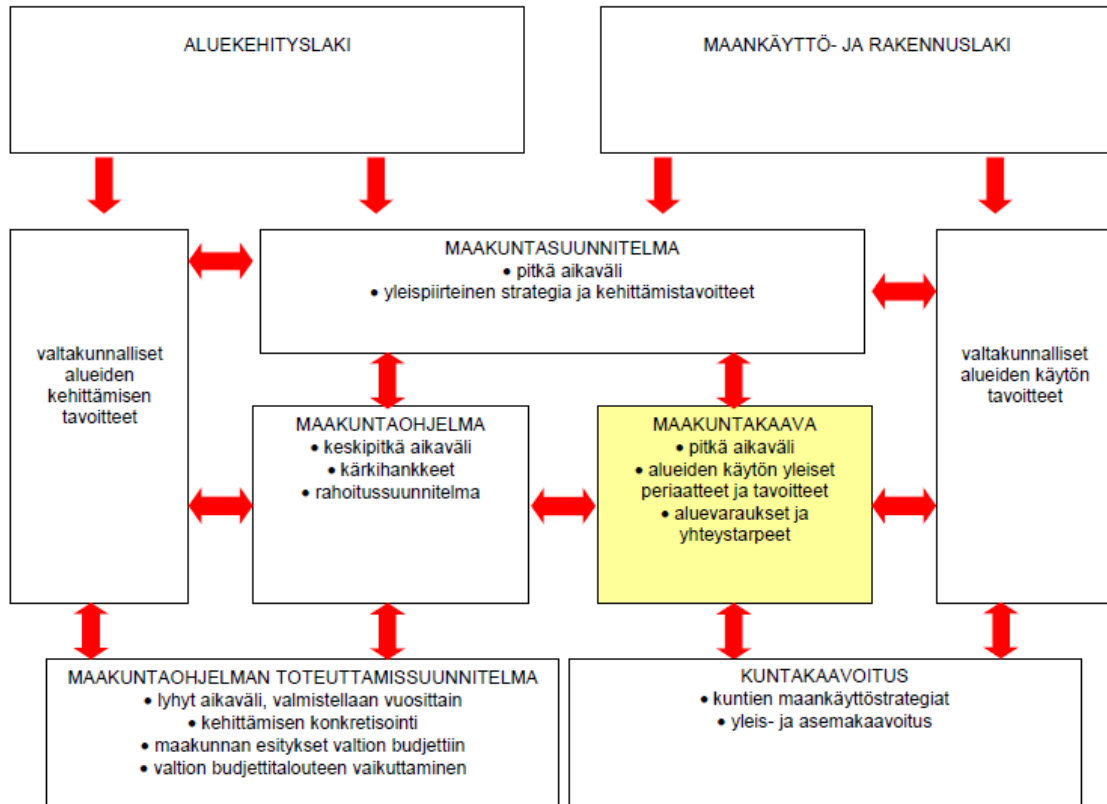 ALUEKEHITYSLAKI
MAANKÄYTTÖ- JA RAKENNUSLAKI
MAAKUNTASUUNNITELMA
• pitkä aikaväli
• yleispiirteinen strategia ja kehittämistavoitteet
valtakunnalliset
alueiden
kehittämisen
tavoitteet
valtakunnalliset
alueiden käytön
tavoitteet
MAAKUNTAOHJELMA
• keskipitkä aikaväli
• kärkihankkeet
• rahoitussuunnitelma
MAAKUNTAKAAVA
• pitkä aikaväli
• alueiden käytön yleiset
periaatteet ja tavoitteet
• aluevaraukset ja
yhteystarpeet
MAAKUNTAOHJELMAN TOTEUTTAMISSUUNNITELMA
• lyhyt aikaväli, valmistellaan vuosittain
• kehittämisen konkretisointi
• maakunnan esitykset valtion budjettiin
• valtion budjettitalouteen vaikuttaminen
KUNTAKAAVOITUS
• kuntien maankäyttöstrategiat
• yleis- ja asemakaavoitus